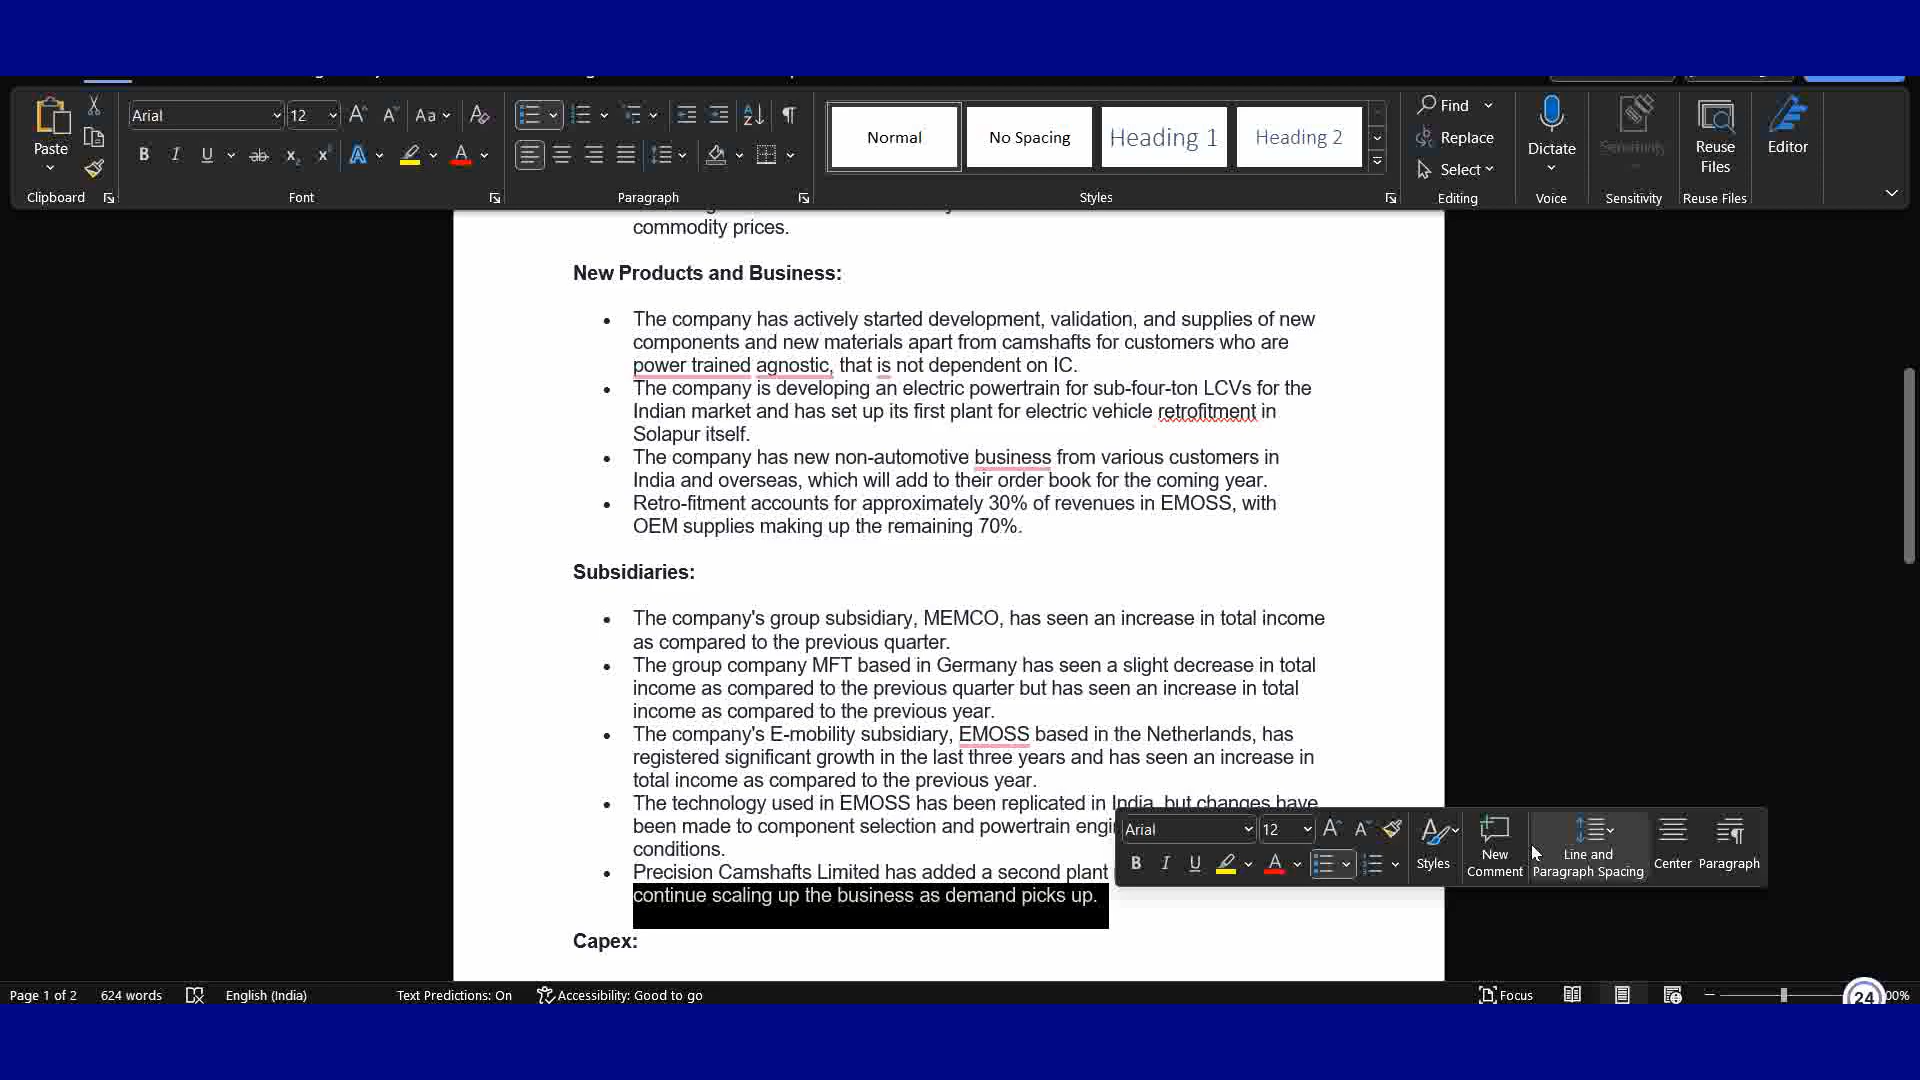 Paste
Clipboard
Arial
12
Aa
B I U ab x₂ x A A
Font
Paragraph
Normal
No Spacing
Heading 1
Heading 2
Styles
Find
Replace
Select
Editing
Dictate
Voice
Sensitivity
Sensitivity
Reuse
Files
Reuse Files
Editor
commodity prices.
New Products and Business:
The company has actively started development, validation, and supplies of new
components and new materials apart from camshafts for customers who are
power trained agnostic, that is not dependent on IC.
The company is developing an electric powertrain for sub-four-ton LCVs for the
Indian market and has set up its first plant for electric vehicle retrofitment in
Solapur itself.
The company has new non-automotive business from various customers in
India and overseas, which will add to their order book for the coming year.
Retro-fitment accounts for approximately 30% of revenues in EMOSS, with
OEM supplies making up the remaining 70%.
Subsidiaries:
The company's group subsidiary, MEMCO, has seen an increase in total income
as compared to the previous quarter.
The group company MFT based in Germany has seen a slight decrease in total
income as compared to the previous quarter but has seen an increase in total
income as compared to the previous year.
The company's E-mobility subsidiary, EMOSS based in the Netherlands, has
registered significant growth in the last three years and has seen an increase in
total income as compared to the previous year.
The technology used in EMOSS has been replicated in India, but changes have
been made to component selection and powertrain
conditions.
Precision Camshafts Limited has added a second plant
continue scaling up the business as demand picks up.
Capex:
Arial
12
B I U A
Styles
New
Comment
Line and
Paragraph Spacing
Center
Paragraph
Page 1 of 2
624 words
English (India)
Text Predictions: On
Accessibility: Good to go
Focus
24
00%